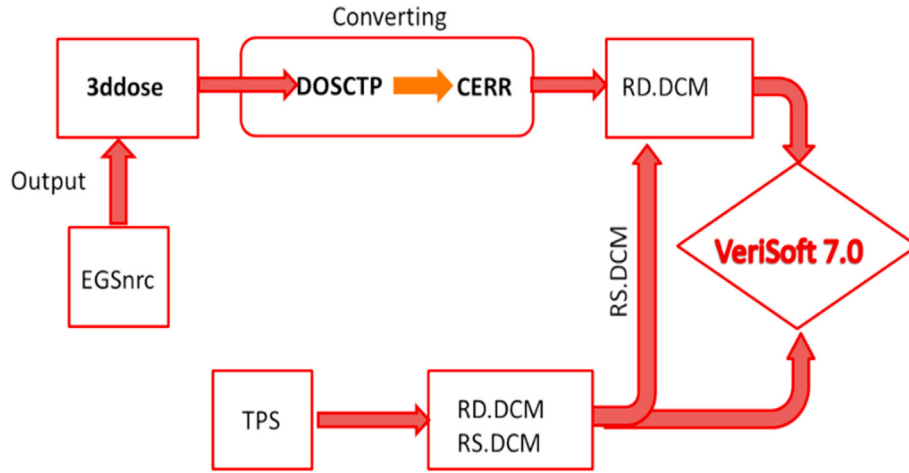 Converting
3ddose
DOSCTP
CERR
RD.DCM
Output
EGSnrc
RS.DCM
VeriSoft 7.0
TPS
RD.DCM
RS.DCM